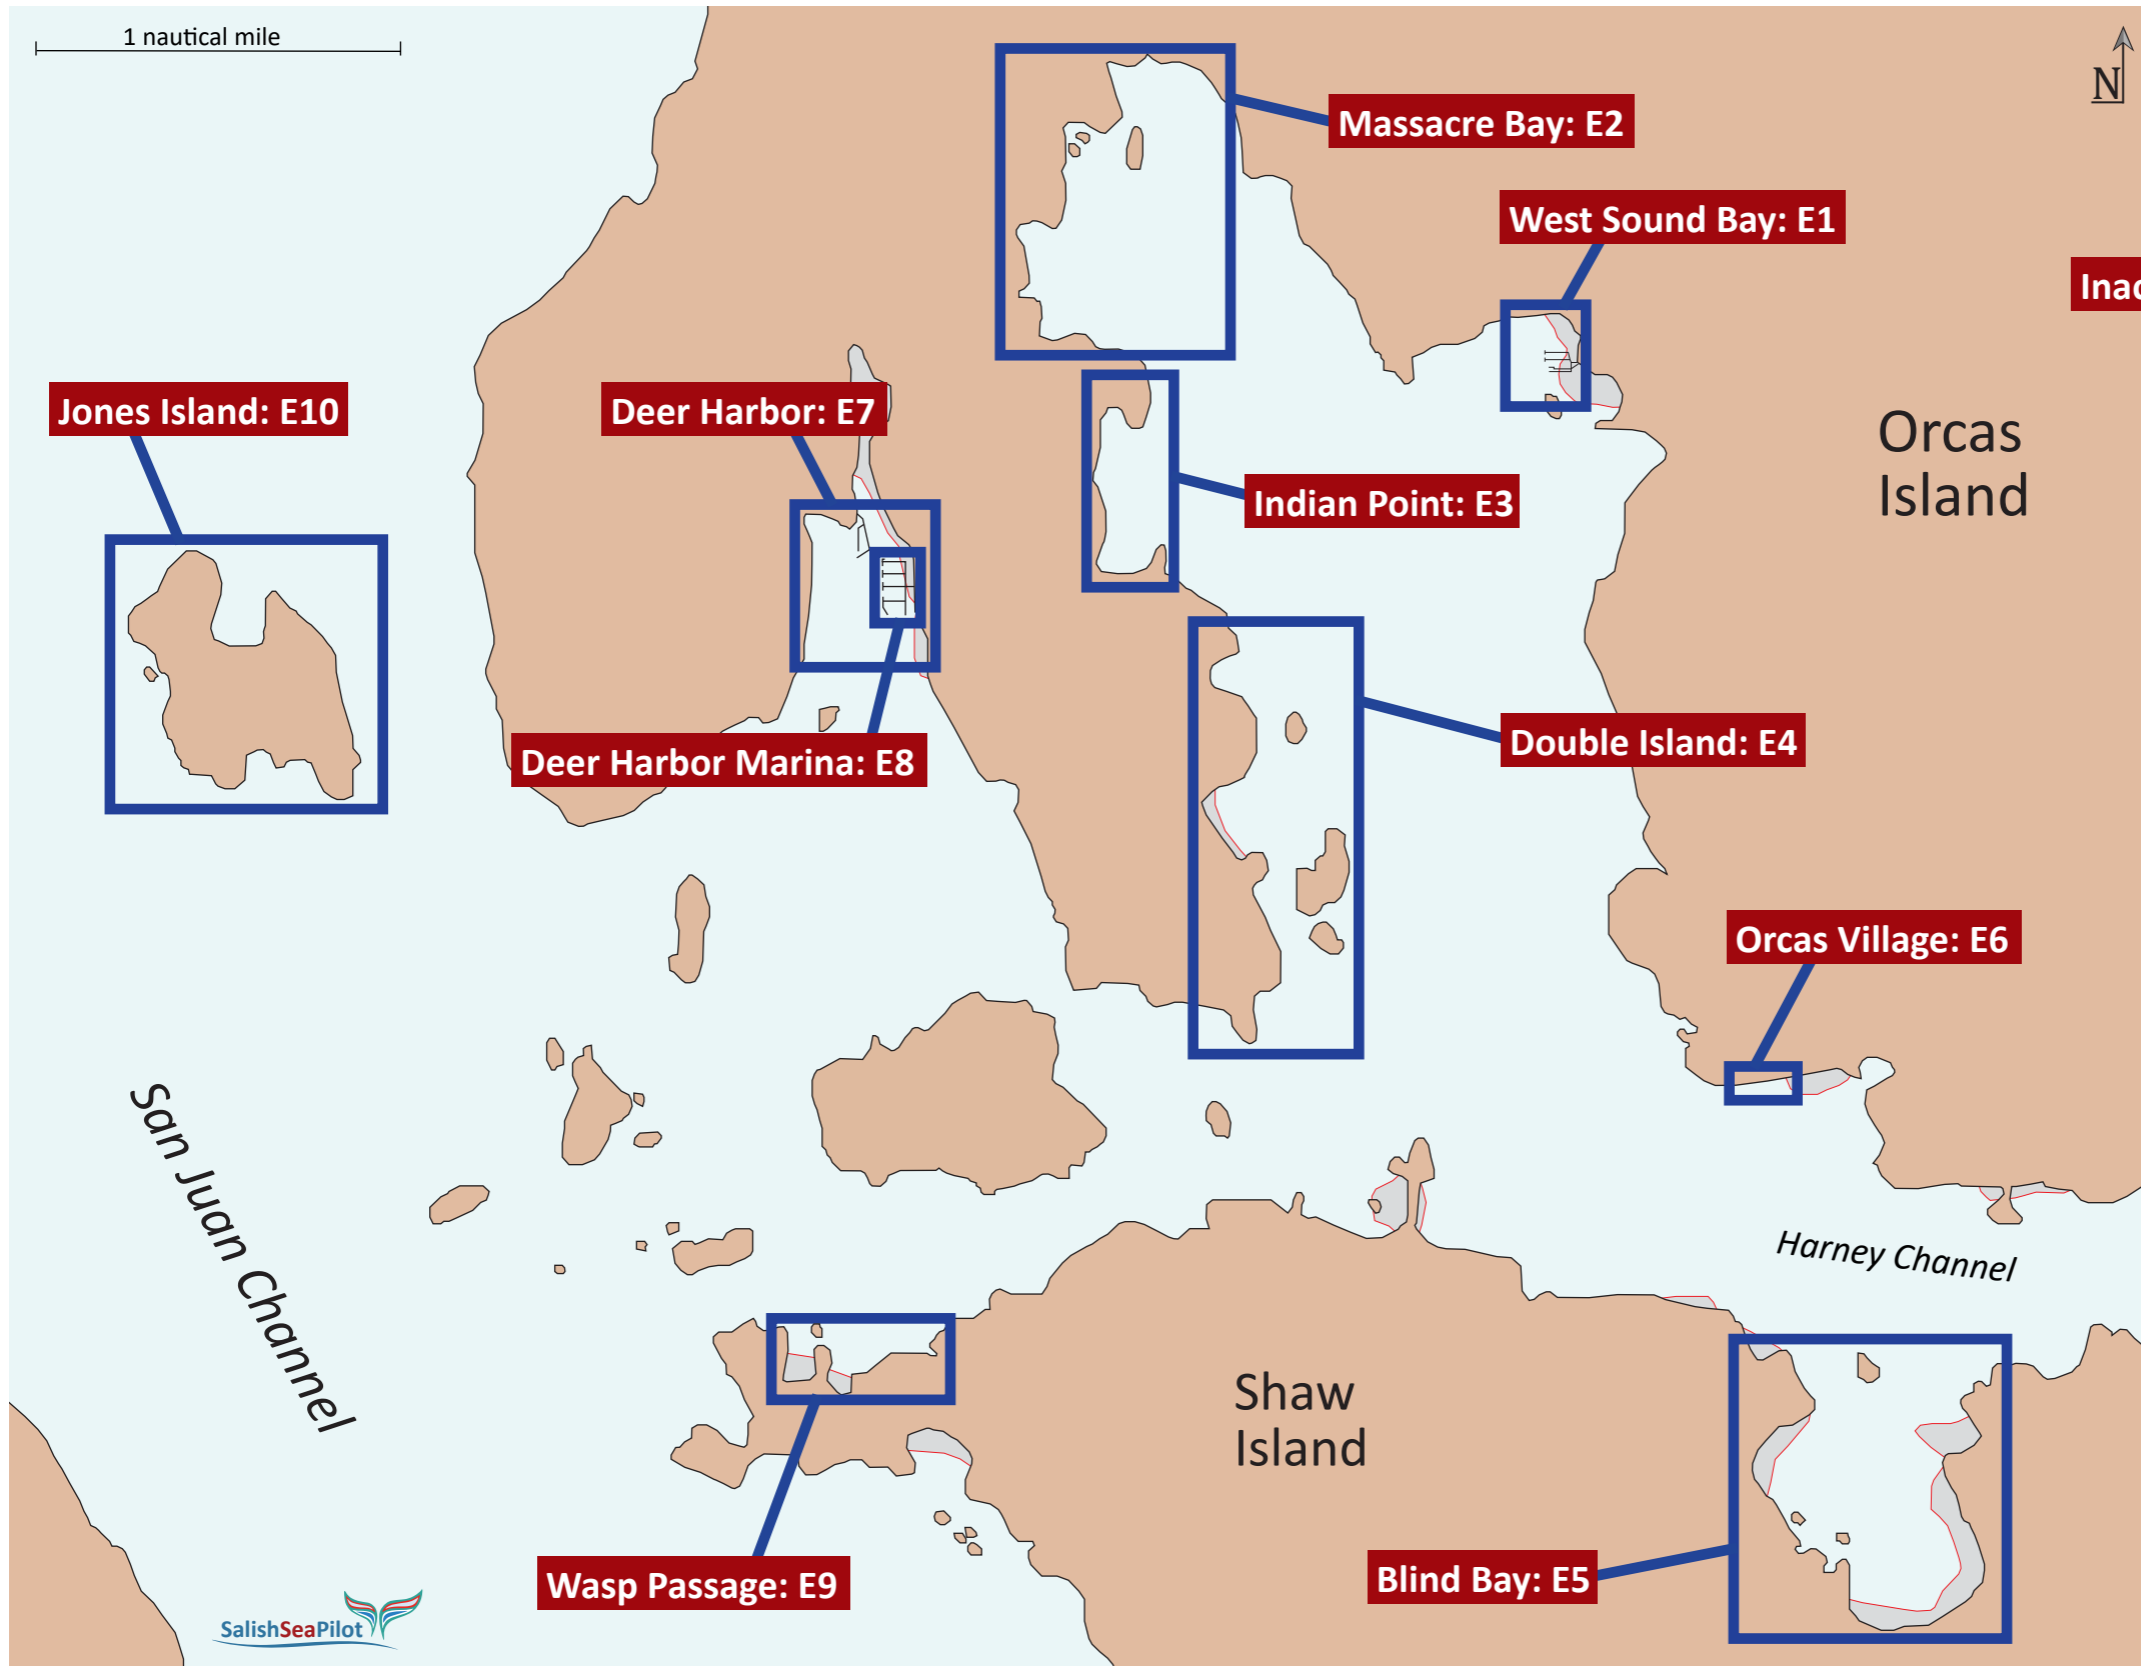 1 nautical mile
N
Massacre Bay: E2
West Sound Bay: E1
Inac
Jones Island: E10
Deer Harbor: E7
Orcas
Island
Indian Point: E3
Double Island: E4
Deer Harbor Marina: E8
Orcas Village: E6
San Juan Channel
Harney Channel
Shaw
Island
Wasp Passage: E9
Blind Bay: E5
SalishSeaPilot